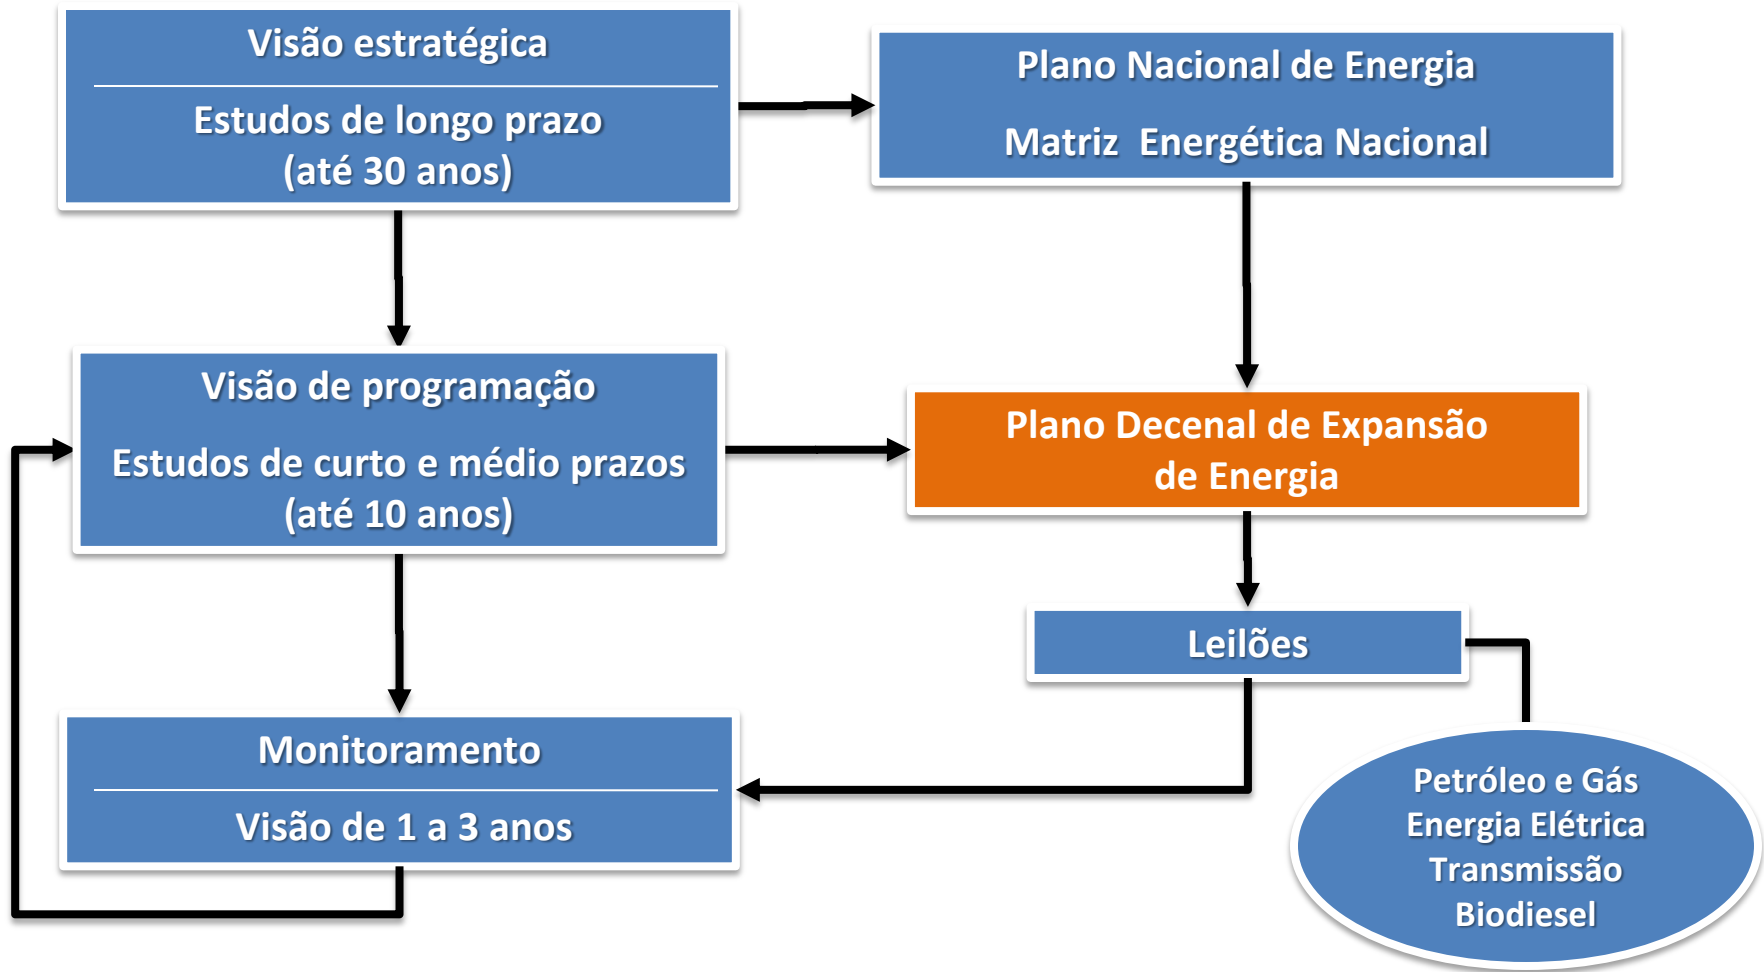 Visão estratégica
Estudos de longo prazo
(até 30 anos)
Plano Nacional de Energia
Matriz Energética Nacional
Visão de programação
Estudos de curto e médio prazos
(até 10 anos)
Plano Decenal de Expansão
de Energia
Leilões
Monitoramento
Visão de 1 a 3 anos
Petróleo e Gás
Energia Elétrica
Transmissão
Biodiesel